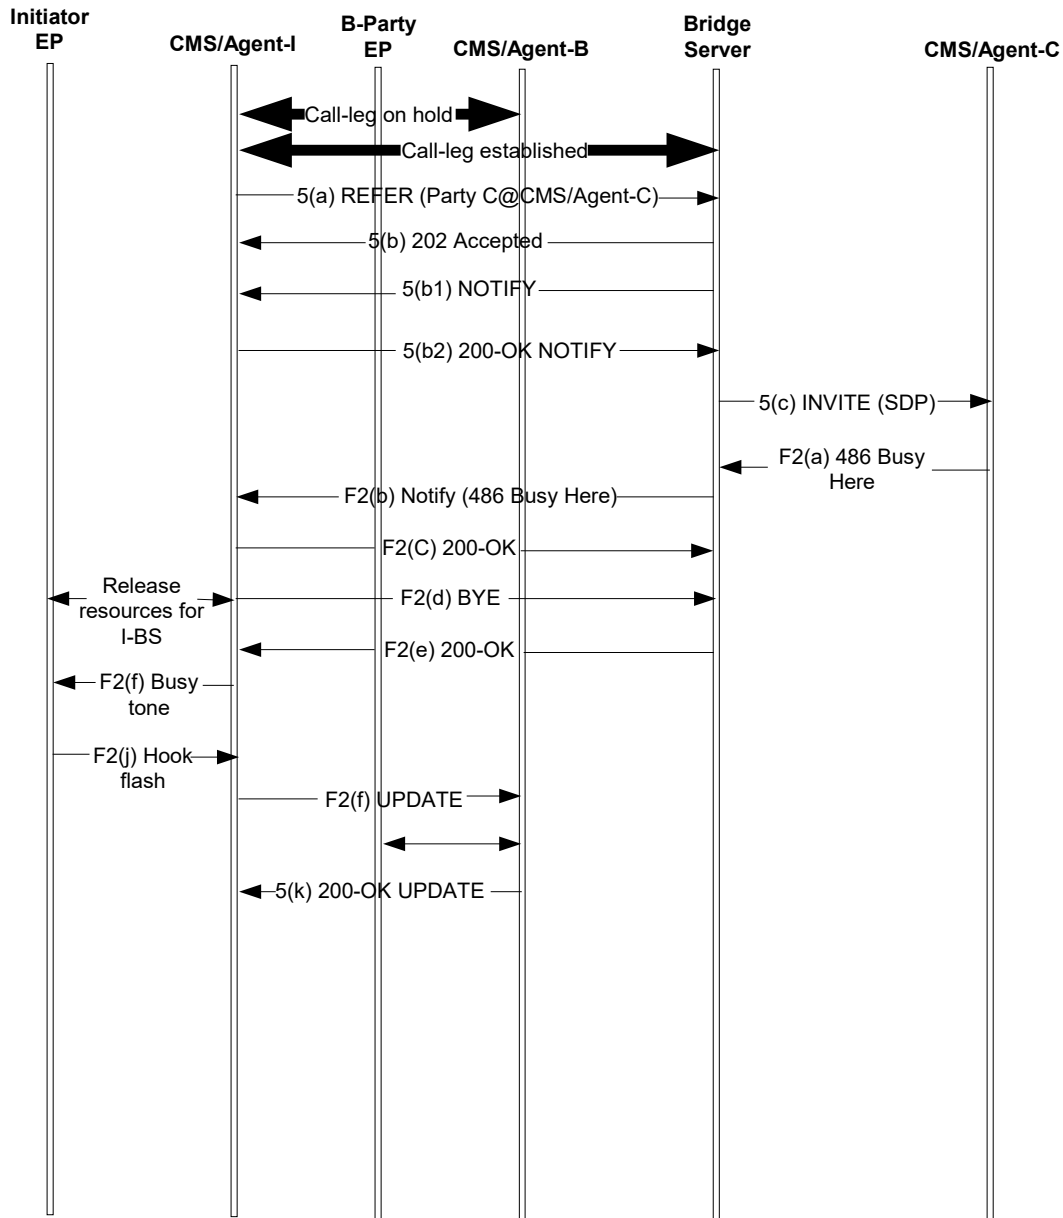 Initiator
EP
CMS/Agent-I
B-Party
EP
CMS/Agent-B
Bridge
Server
CMS/Agent-C
Call-leg on hold
Call-leg established
5(a) REFER (Party C@CMS/Agent-C)
5(b) 202 Accepted
5(b1) NOTIFY
5(b2) 200-OK NOTIFY
5(c) INVITE (SDP)
F2(a) 486 Busy
Here
F2(b) Notify (486 Busy Here)
F2(C) 200-OK
Release
resources for
I-BS
F2(d) BYE
F2(e) 200-OK
F2(f) Busy
tone
F2(j) Hook
flash
F2(f) UPDATE
5(k) 200-OK UPDATE